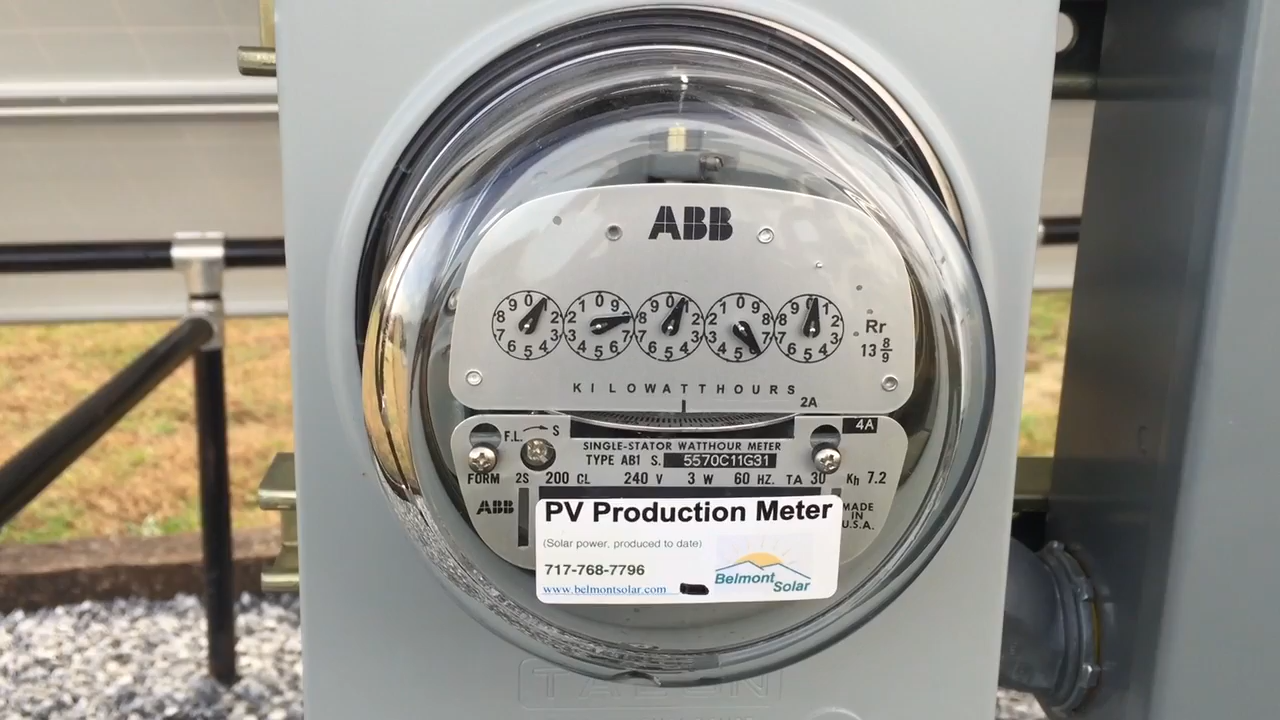 ABB
9 0 1 2 3 4 5 6 7 8
1 0 9 8 7 6 5 4 3 2
9 0 1 2 3 4 5 6 7 8
1 0 9 8 7 6 5 4 3 2
9 0 1 2 3 4 5 6 7 8
Rr
13 8/9
KILOWATTHOURS
2A
4A
F.L. S
SINGLE-STATOR WATTHOUR METER
TYPE AB1 S. 5570C11G31
FORM 2S 200 CL 240 V 3 W 60 HZ. TA 30 Kh 7.2
ABB
MADE
IN
U.S.A.
PV Production Meter
(Solar power, produced to date)
717-768-7796
www.belmontsolar.com
Belmont
Solar
TALON